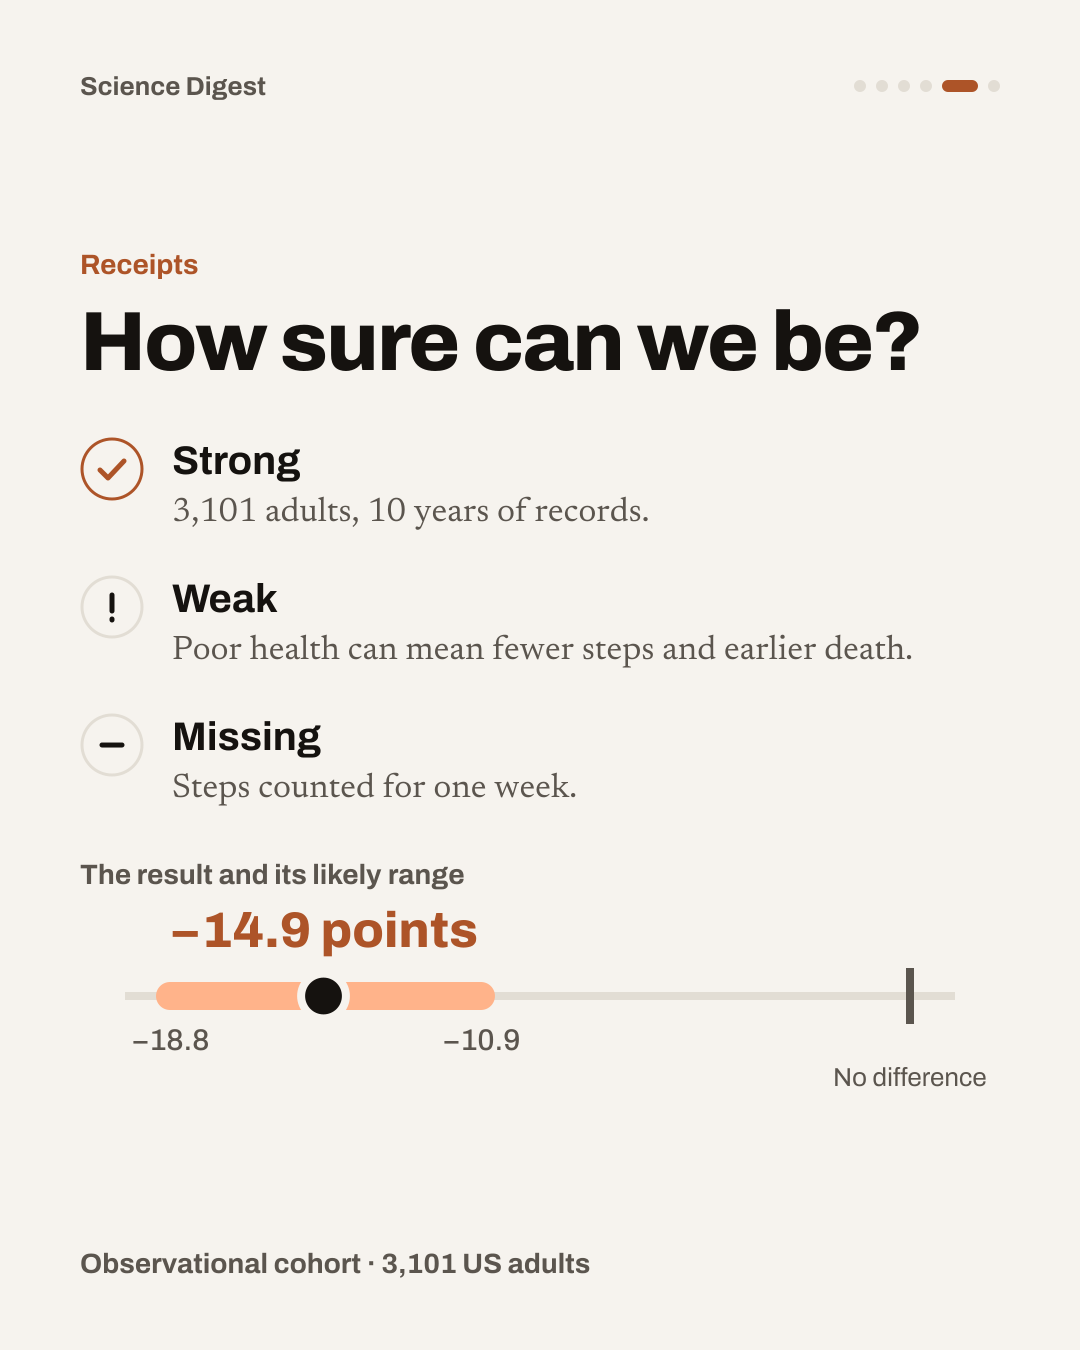 Science Digest
Receipts
How sure can we be?
Strong
3,101 adults, 10 years of records.
Weak
Poor health can mean fewer steps and earlier death.
Missing
Steps counted for one week.
The result and its likely range
−14.9 points
−18.8
−10.9
No difference
Observational cohort · 3,101 US adults